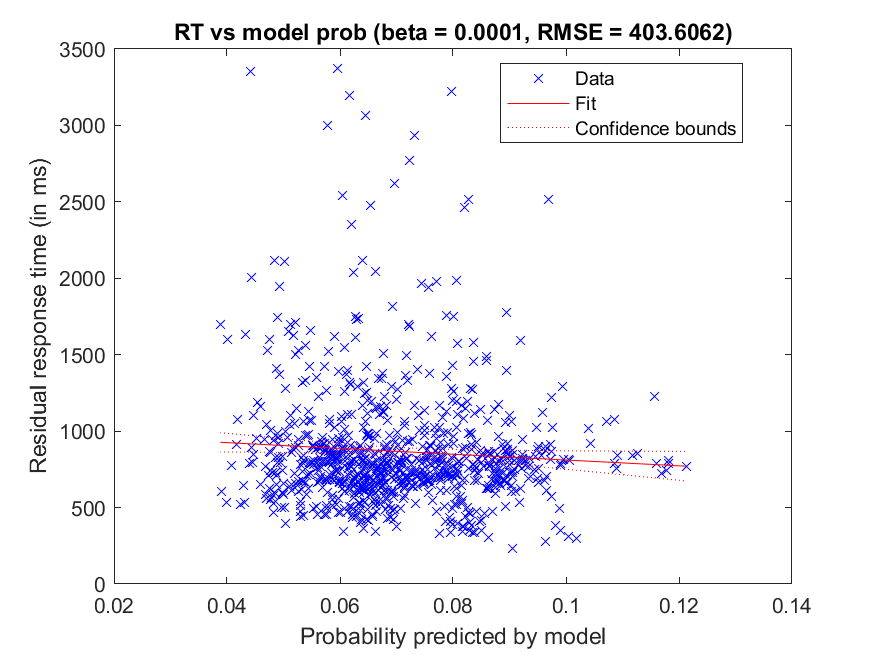 RT vs model prob (beta = 0.0001, RMSE = 403.6062)
Data
Fit
Confidence bounds
Residual response time (in ms)
3500
3000
2500
2000
1500
1000
500
0
0.02 0.04 0.06 0.08 0.1 0.12 0.14
Probability predicted by model